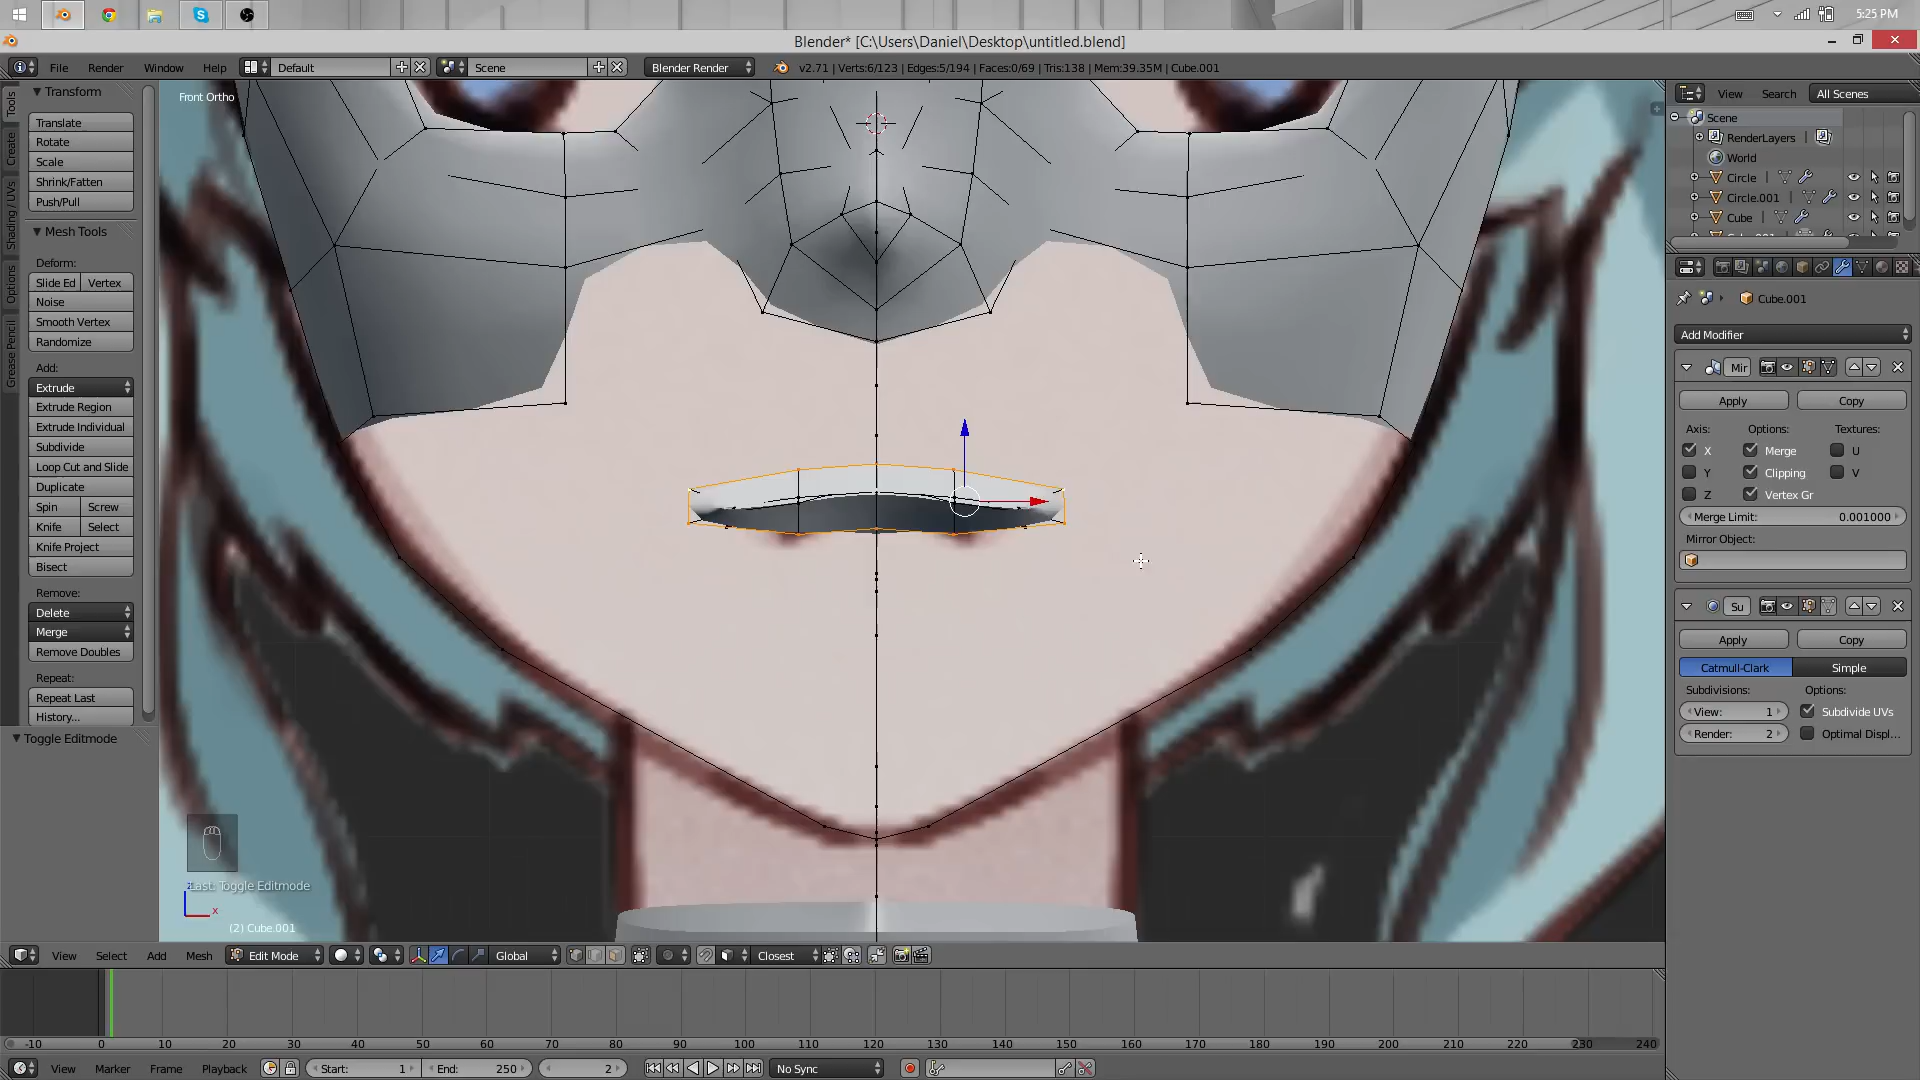 5:25 PM
Blender* [C:\Users\Daniel\Desktop\untitled.blend]
File Render Window Help Default Scene Blender Render v2.71 | Verts:6/123 | Edges:5/194 | Faces:0/69 | Tris:138 | Mem:39.35M | Cube.001
Transform
Translate
Rotate
Scale
Shrink/Fatten
Push/Pull
Mesh Tools
Deform:
Slide Ed Vertex
Noise
Smooth Vertex
Randomize
Add:
Extrude
Extrude Region
Extrude Individual
Subdivide
Loop Cut and Slide
Duplicate
Spin Screw
Knife Select
Knife Project
Bisect
Remove:
Delete
Merge
Remove Doubles
Repeat:
Repeat Last
History...
Toggle Editmode
Tools
Create
Shading / UVs
Options
Grease Pencil
Front Ortho
Last: Toggle Editmode
x
(2) Cube.001
View Select Add Mesh Edit Mode Global Closest
-10 0 10 20 30 40 50 60 70 80 90 100 110 120 130 140 150 160 170 180 190 200 210 220 230 240
View Marker Frame Playback Start: 1 End: 250 2 No Sync
View Search All Scenes
Scene
RenderLayers |
World
Circle |
Circle.001 |
Cube |
Cube.001
Add Modifier
Mir
Apply Copy
Axis: Options: Textures:
X Merge U
Y Clipping V
Z Vertex Gr
Merge Limit: 0.001000
Mirror Object:
Su
Apply Copy
Catmull-Clark Simple
Subdivisions: Options:
View: 1 Subdivide UVs
Render: 2 Optimal Displ...